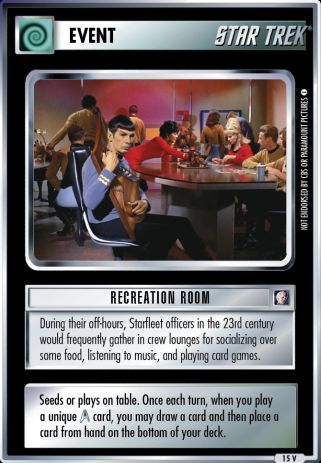 EVENT
STAR TREK
NOT ENDORSED BY CBS OR PARAMOUNT PICTURES
RECREATION ROOM
During their off-hours, Starfleet officers in the 23rd century
would frequently gather in crew lounges for socializing over
some food, listening to music, and playing card games.
Seeds or plays on table. Once each turn, when you play
a unique card, you may draw a card and then place a
card from hand on the bottom of your deck.
15 V